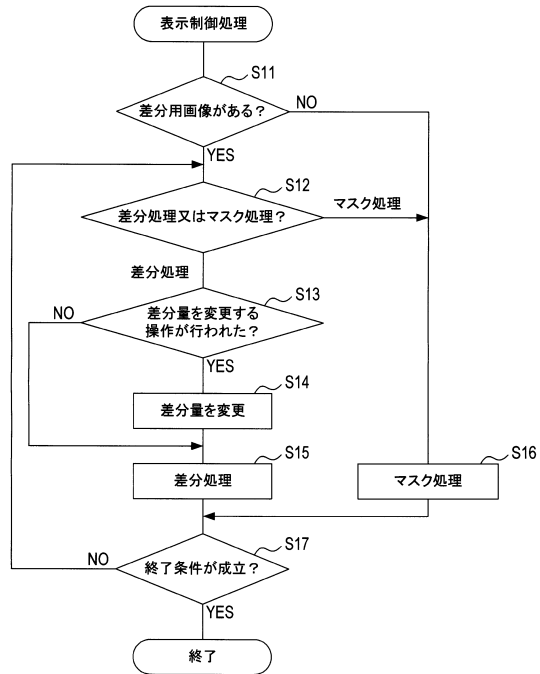 表示制御処理
S11
差分用画像がある？
NO
YES
S12
差分処理又はマスク処理？
マスク処理
差分処理
S13
NO
差分量を変更する
操作が行われた？
YES
S14
差分量を変更
S15
差分処理
S16
マスク処理
S17
NO
終了条件が成立？
YES
終了